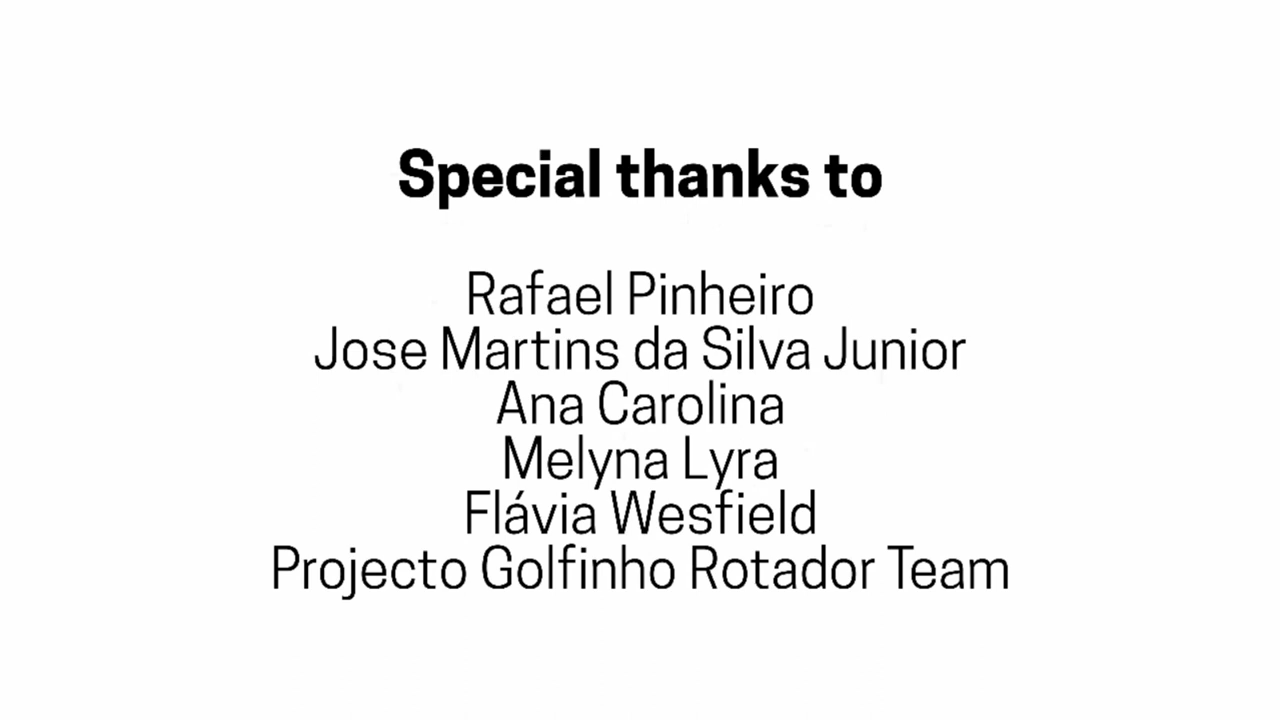 Special thanks to
Rafael Pinheiro
Jose Martins da Silva Junior
Ana Carolina
Melyna Lyra
Flávia Wesfield
Projecto Golfinho Rotador Team